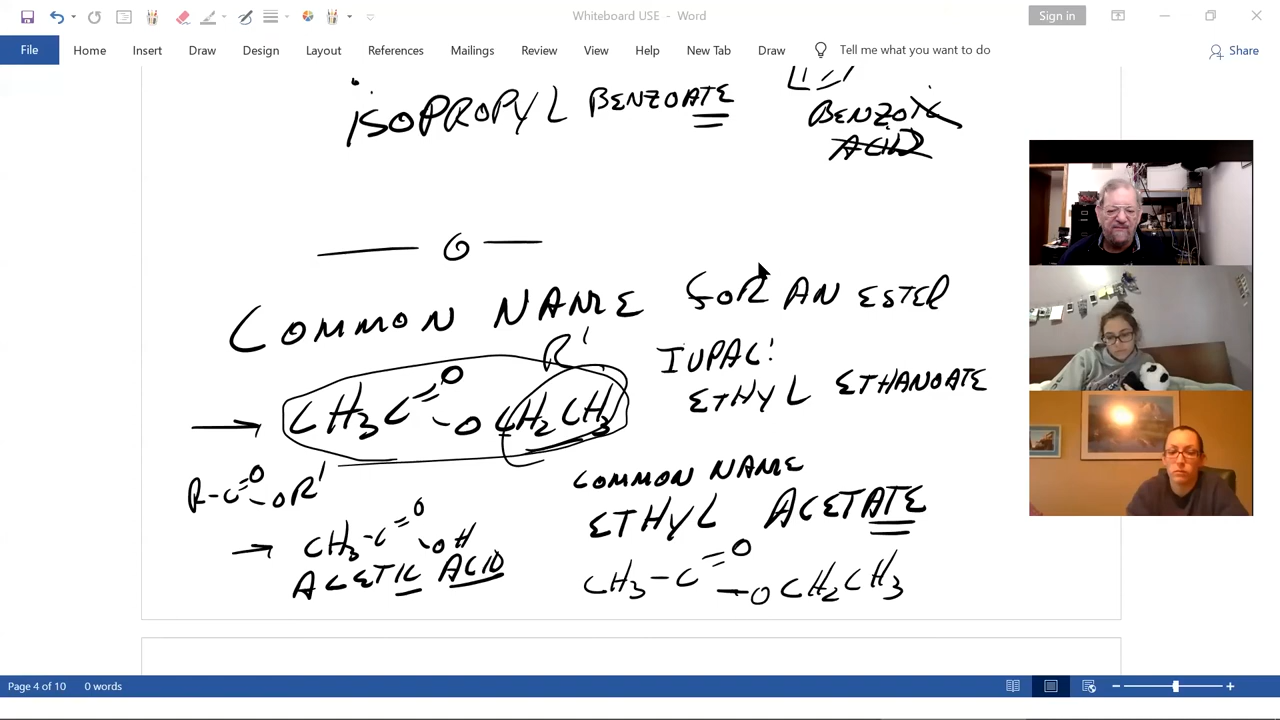 Whiteboard USE - Word
Sign in
File Home Insert Draw Design Layout References Mailings Review View Help New Tab Draw Tell me what you want to do Share
iSOPROPYL BENZOATE
BENZOIC
ACID
O
COMMON NAME FOR AN ESTER
R'
IUPAC:
ETHYL ETHANOATE
CH3C=O
-OCH2CH3
R-C=O
-OR'
COMMON NAME
ETHYL ACETATE
CH3-C=O
-OH
ACETIC ACID
CH3-C=O
-OCH2CH3
Page 4 of 10 0 words